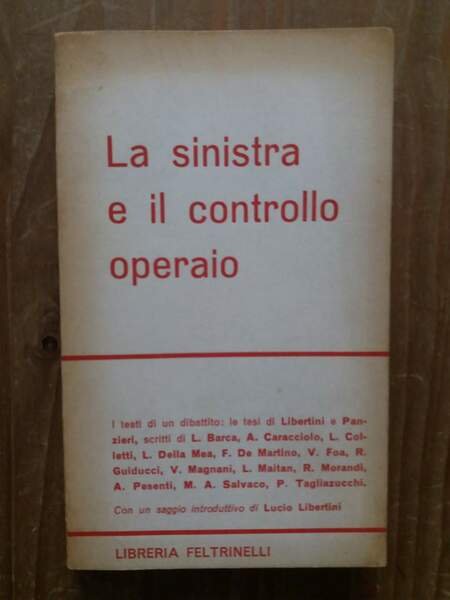 La sinistra
e il controllo
operaio
I testi di un dibattito: le tesi di Libertini e Pan-
zieri, scritti di L. Barca, A. Caracciolo, L. Col-
letti, L. Della Mea, F. De Martino, V. Foa, R.
Guiducci, V. Magnani, L. Maitan, R. Morandi,
A. Pesenti, M. A. Salvaco, P. Tagliazucchi.
Con un saggio introduttivo di Lucio Libertini
LIBRERIA FELTRINELLI